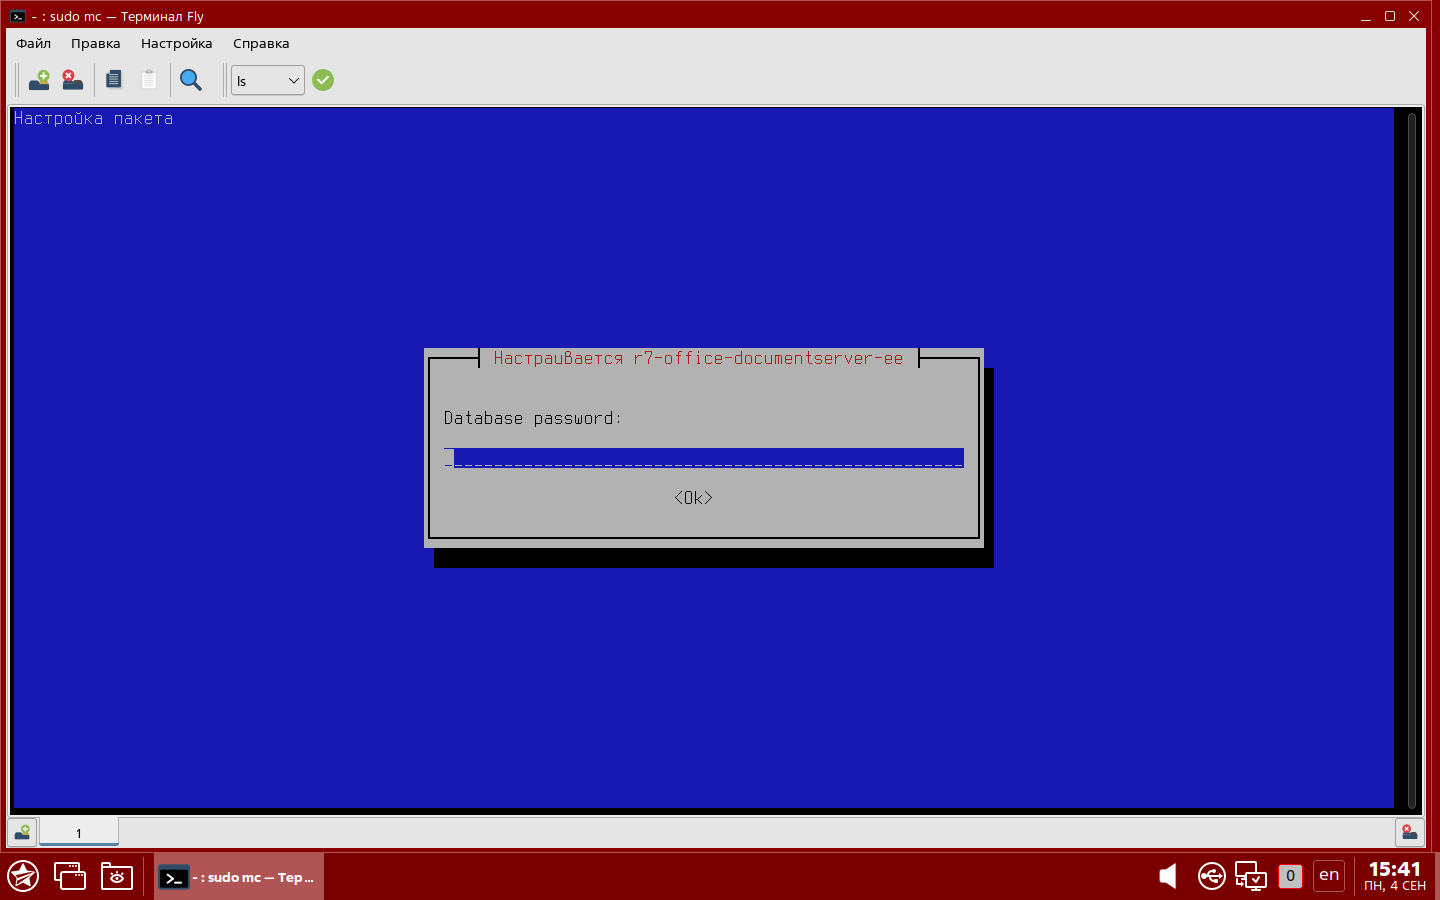 - : sudo mc — Терминал Fly
Файл Правка Настройка Справка
ls
Настройка пакета
Настраивается r7-office-documentserver-ee
Database password:
<Ok>
1
- : sudo mc — Тер...
0
en
15:41
ПН, 4 СЕН